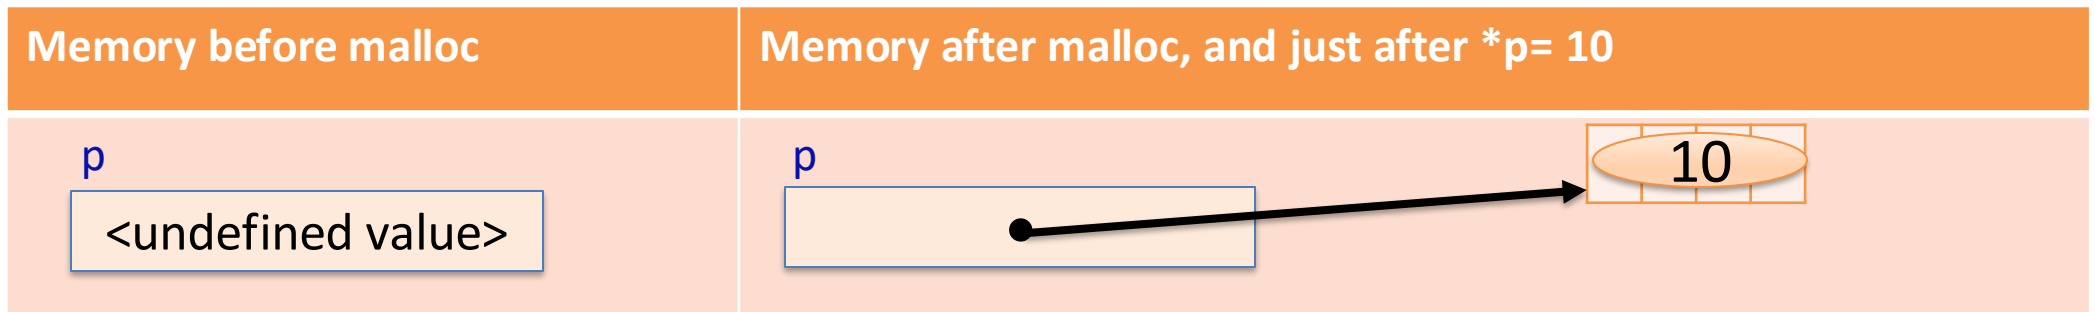 Memory before malloc
Memory after malloc, and just after *p= 10
p
<undefined value>
p
10